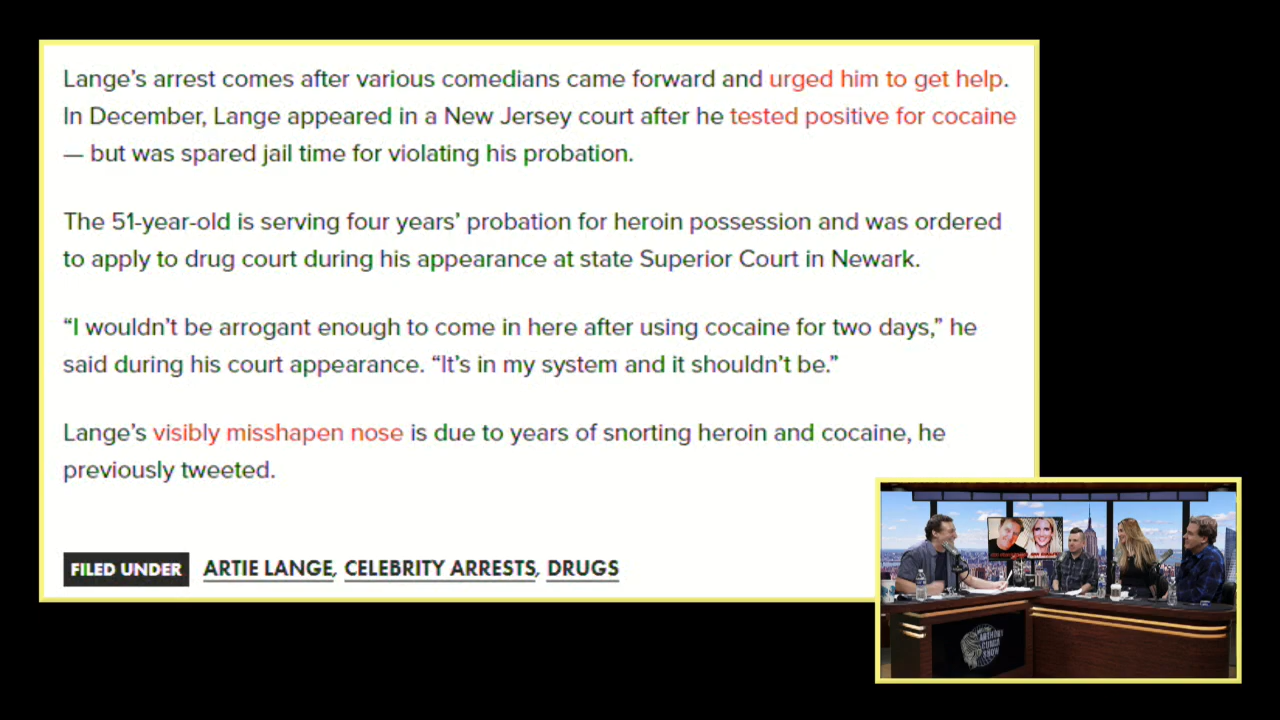 Lange’s arrest comes after various comedians came forward and urged him to get help.
In December, Lange appeared in a New Jersey court after he tested positive for cocaine
— but was spared jail time for violating his probation.
The 51-year-old is serving four years’ probation for heroin possession and was ordered
to apply to drug court during his appearance at state Superior Court in Newark.
“I wouldn’t be arrogant enough to come in here after using cocaine for two days,” he
said during his court appearance. “It’s in my system and it shouldn’t be.”
Lange’s visibly misshapen nose is due to years of snorting heroin and cocaine, he
previously tweeted.
FILED UNDER ARTIE LANGE, CELEBRITY ARRESTS, DRUGS
ANTHONY
CUMIA
SHOW